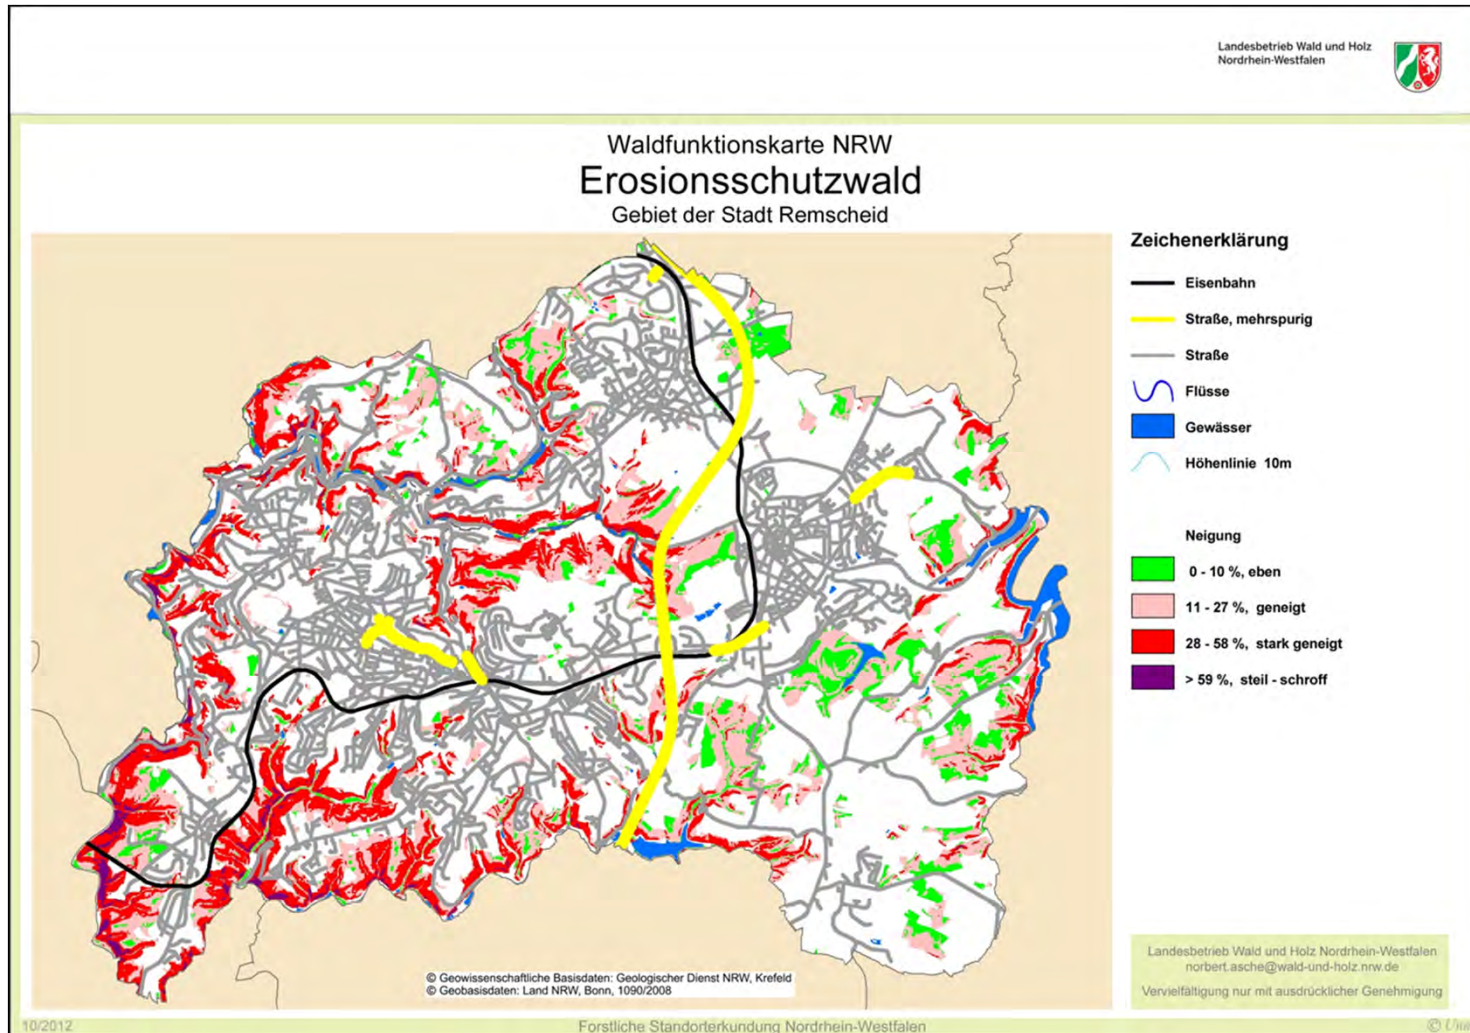 Landesbetrieb Wald und Holz
Nordrhein-Westfalen
Waldfunktionskarte NRW
Erosionsschutzwald
Gebiet der Stadt Remscheid
Zeichenerklärung
Eisenbahn
Straße, mehrspurig
Straße
Flüsse
Gewässer
Höhenlinie 10m
Neigung
0 - 10 %, eben
11 - 27 %, geneigt
28 - 58 %, stark geneigt
> 59 %, steil - schroff
© Geowissenschaftliche Basisdaten: Geologischer Dienst NRW, Krefeld
© Geobasisdaten: Land NRW, Bonn, 1090/2008
Landesbetrieb Wald und Holz Nordrhein-Westfalen
norbert.asche@wald-und-holz.nrw.de
Vervielfältigung nur mit ausdrücklicher Genehmigung
10/2012
Forstliche Standorterkundung Nordrhein-Westfalen
©